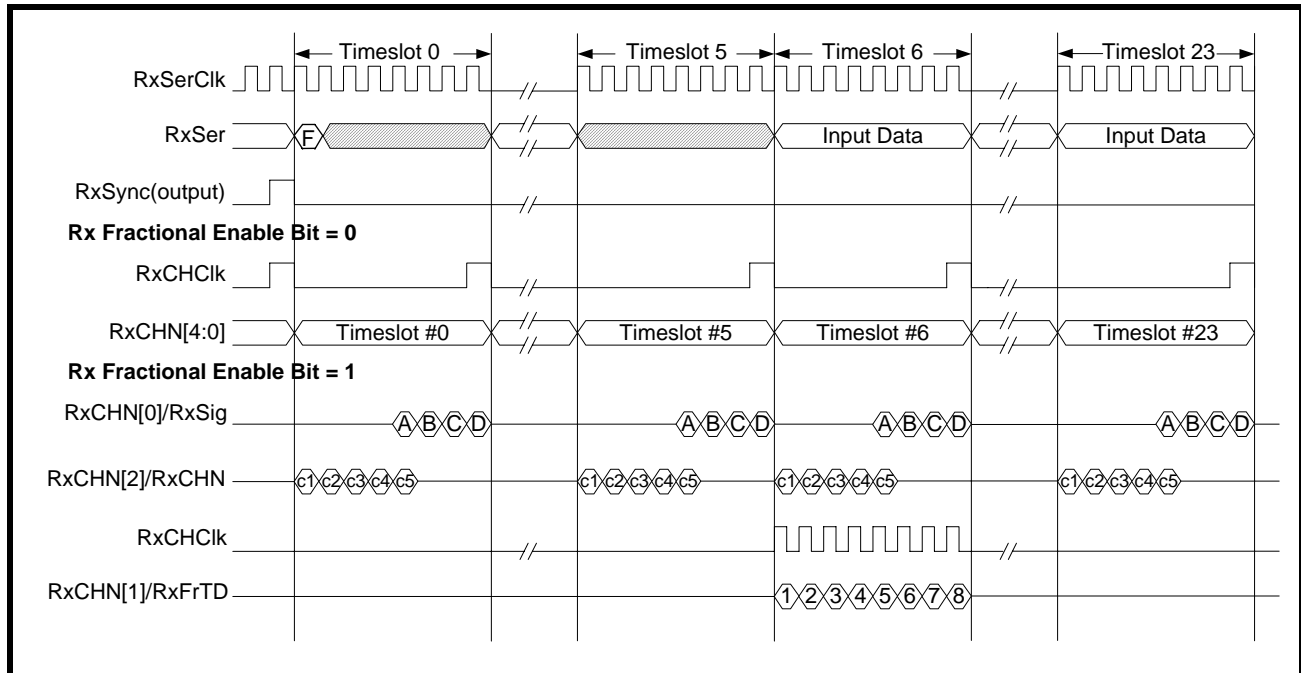 Timeslot 0 Timeslot 5 Timeslot 6 Timeslot 23
RxSerClk
RxSer F Input Data Input Data
RxSync(output)
Rx Fractional Enable Bit = 0
RxCHClk
RxCHN[4:0] Timeslot #0 Timeslot #5 Timeslot #6 Timeslot #23
Rx Fractional Enable Bit = 1
RxCHN[0]/RxSig A B C D A B C D A B C D A B C D
RxCHN[2]/RxCHN c1 c2 c3 c4 c5 c1 c2 c3 c4 c5 c1 c2 c3 c4 c5 c1 c2 c3 c4 c5
RxCHClk
RxCHN[1]/RxFrTD 1 2 3 4 5 6 7 8